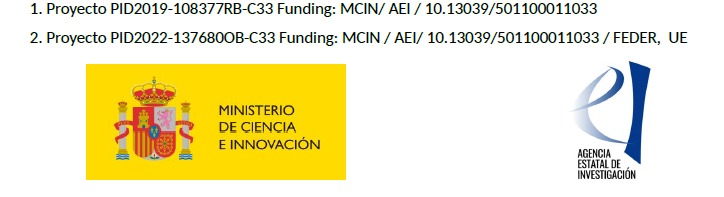 1. Proyecto PID2019-108377RB-C33 Funding: MCIN/ AEI / 10.13039/501100011033
2. Proyecto PID2022-137680OB-C33 Funding: MCIN / AEI/ 10.13039/501100011033 / FEDER, UE
MINISTERIO
DE CIENCIA
E INNOVACIÓN
AGENCIA
ESTATAL DE
INVESTIGACIÓN